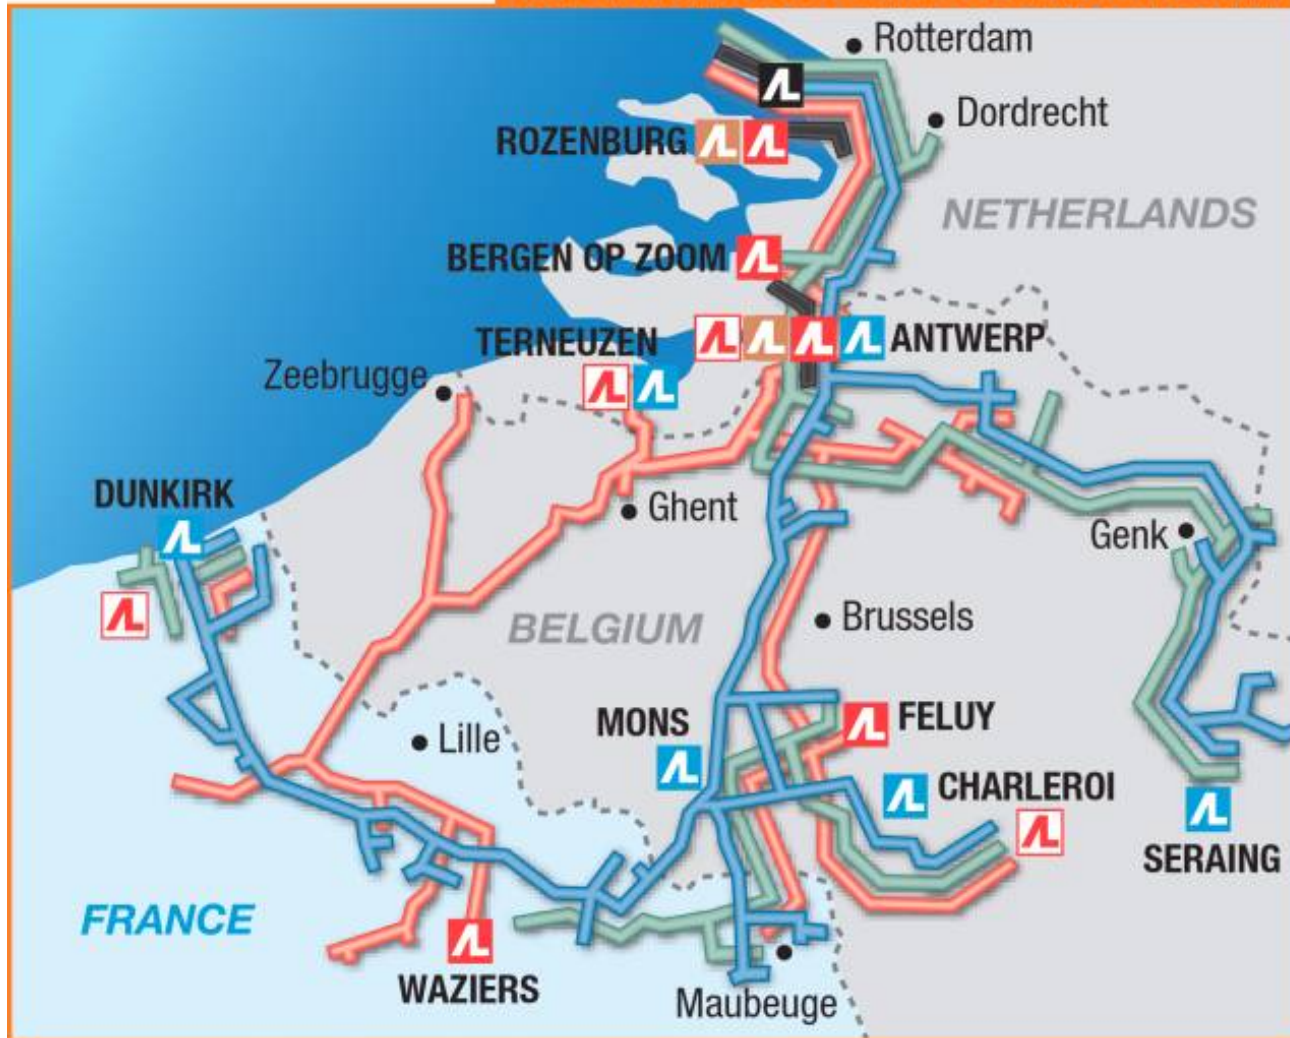 Rotterdam
Dordrecht
ROZENBURG
NETHERLANDS
BERGEN OP ZOOM
TERNEUZEN
ANTWERP
Zeebrugge
DUNKIRK
Ghent
Genk
BELGIUM
Brussels
MONS
FELUY
Lille
CHARLEROI
SERAING
FRANCE
WAZIERS
Maubeuge